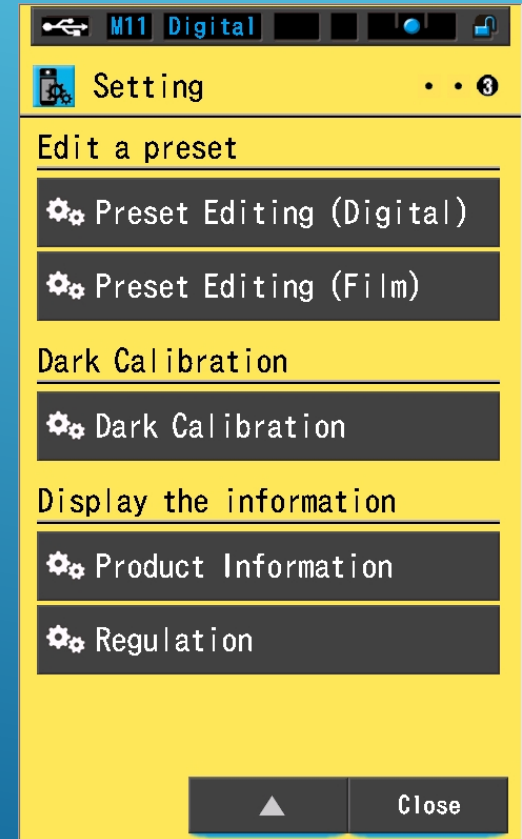 M11 Digital
Setting
3
Edit a preset
Preset Editing (Digital)
Preset Editing (Film)
Dark Calibration
Dark Calibration
Display the information
Product Information
Regulation
Close